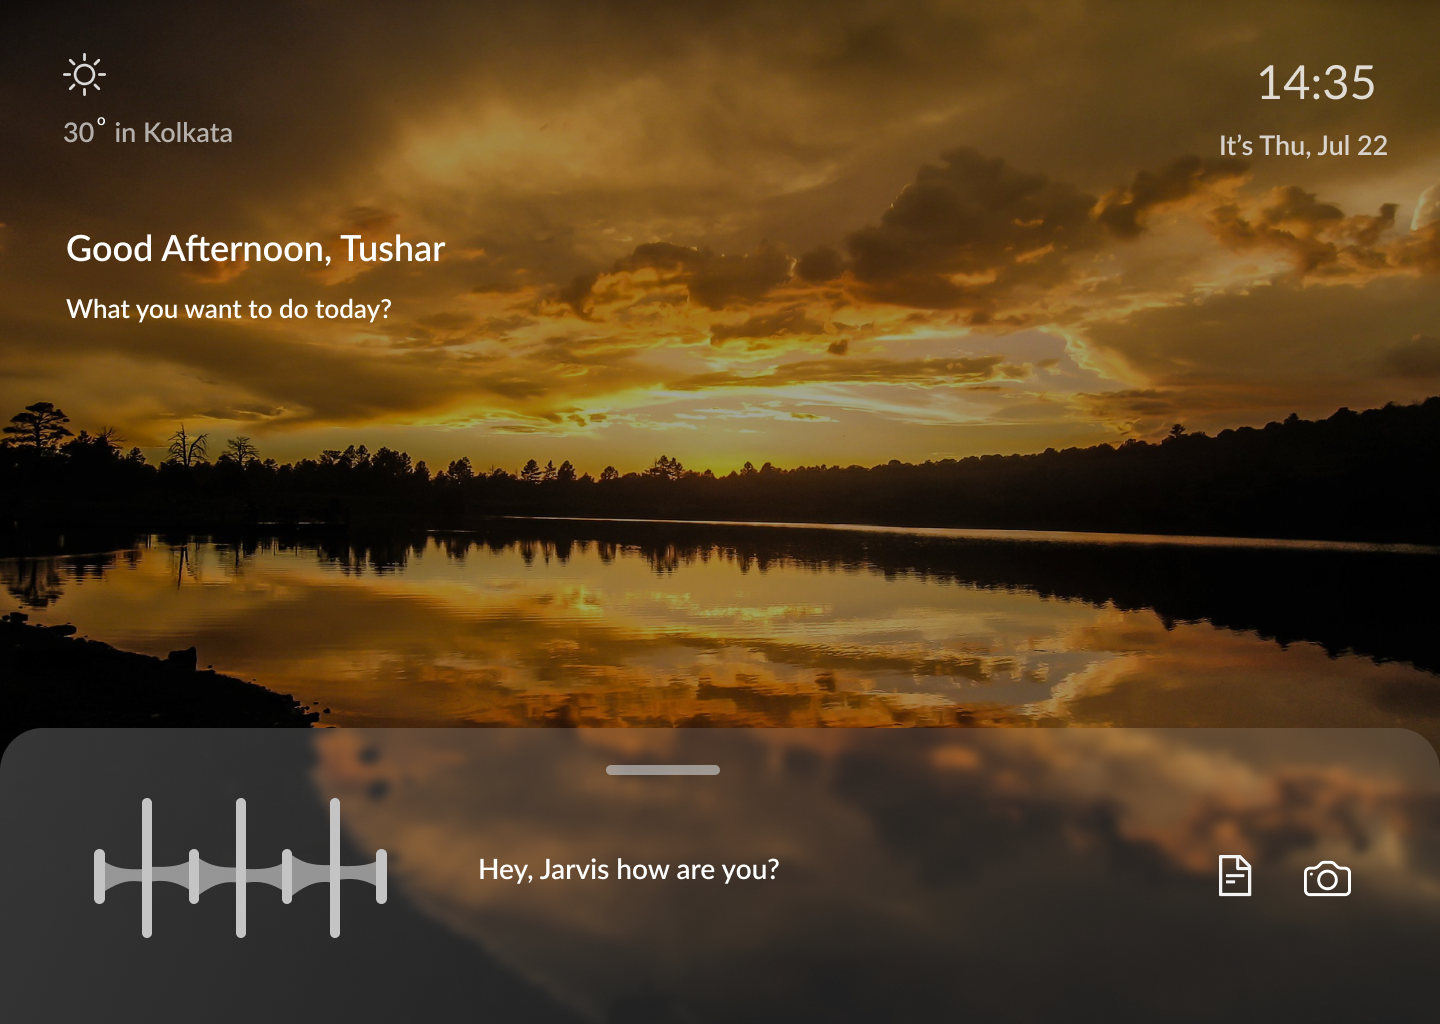 14:35
30° in Kolkata
It's Thu, Jul 22
Good Afternoon, Tushar
What you want to do today?
Hey, Jarvis how are you?